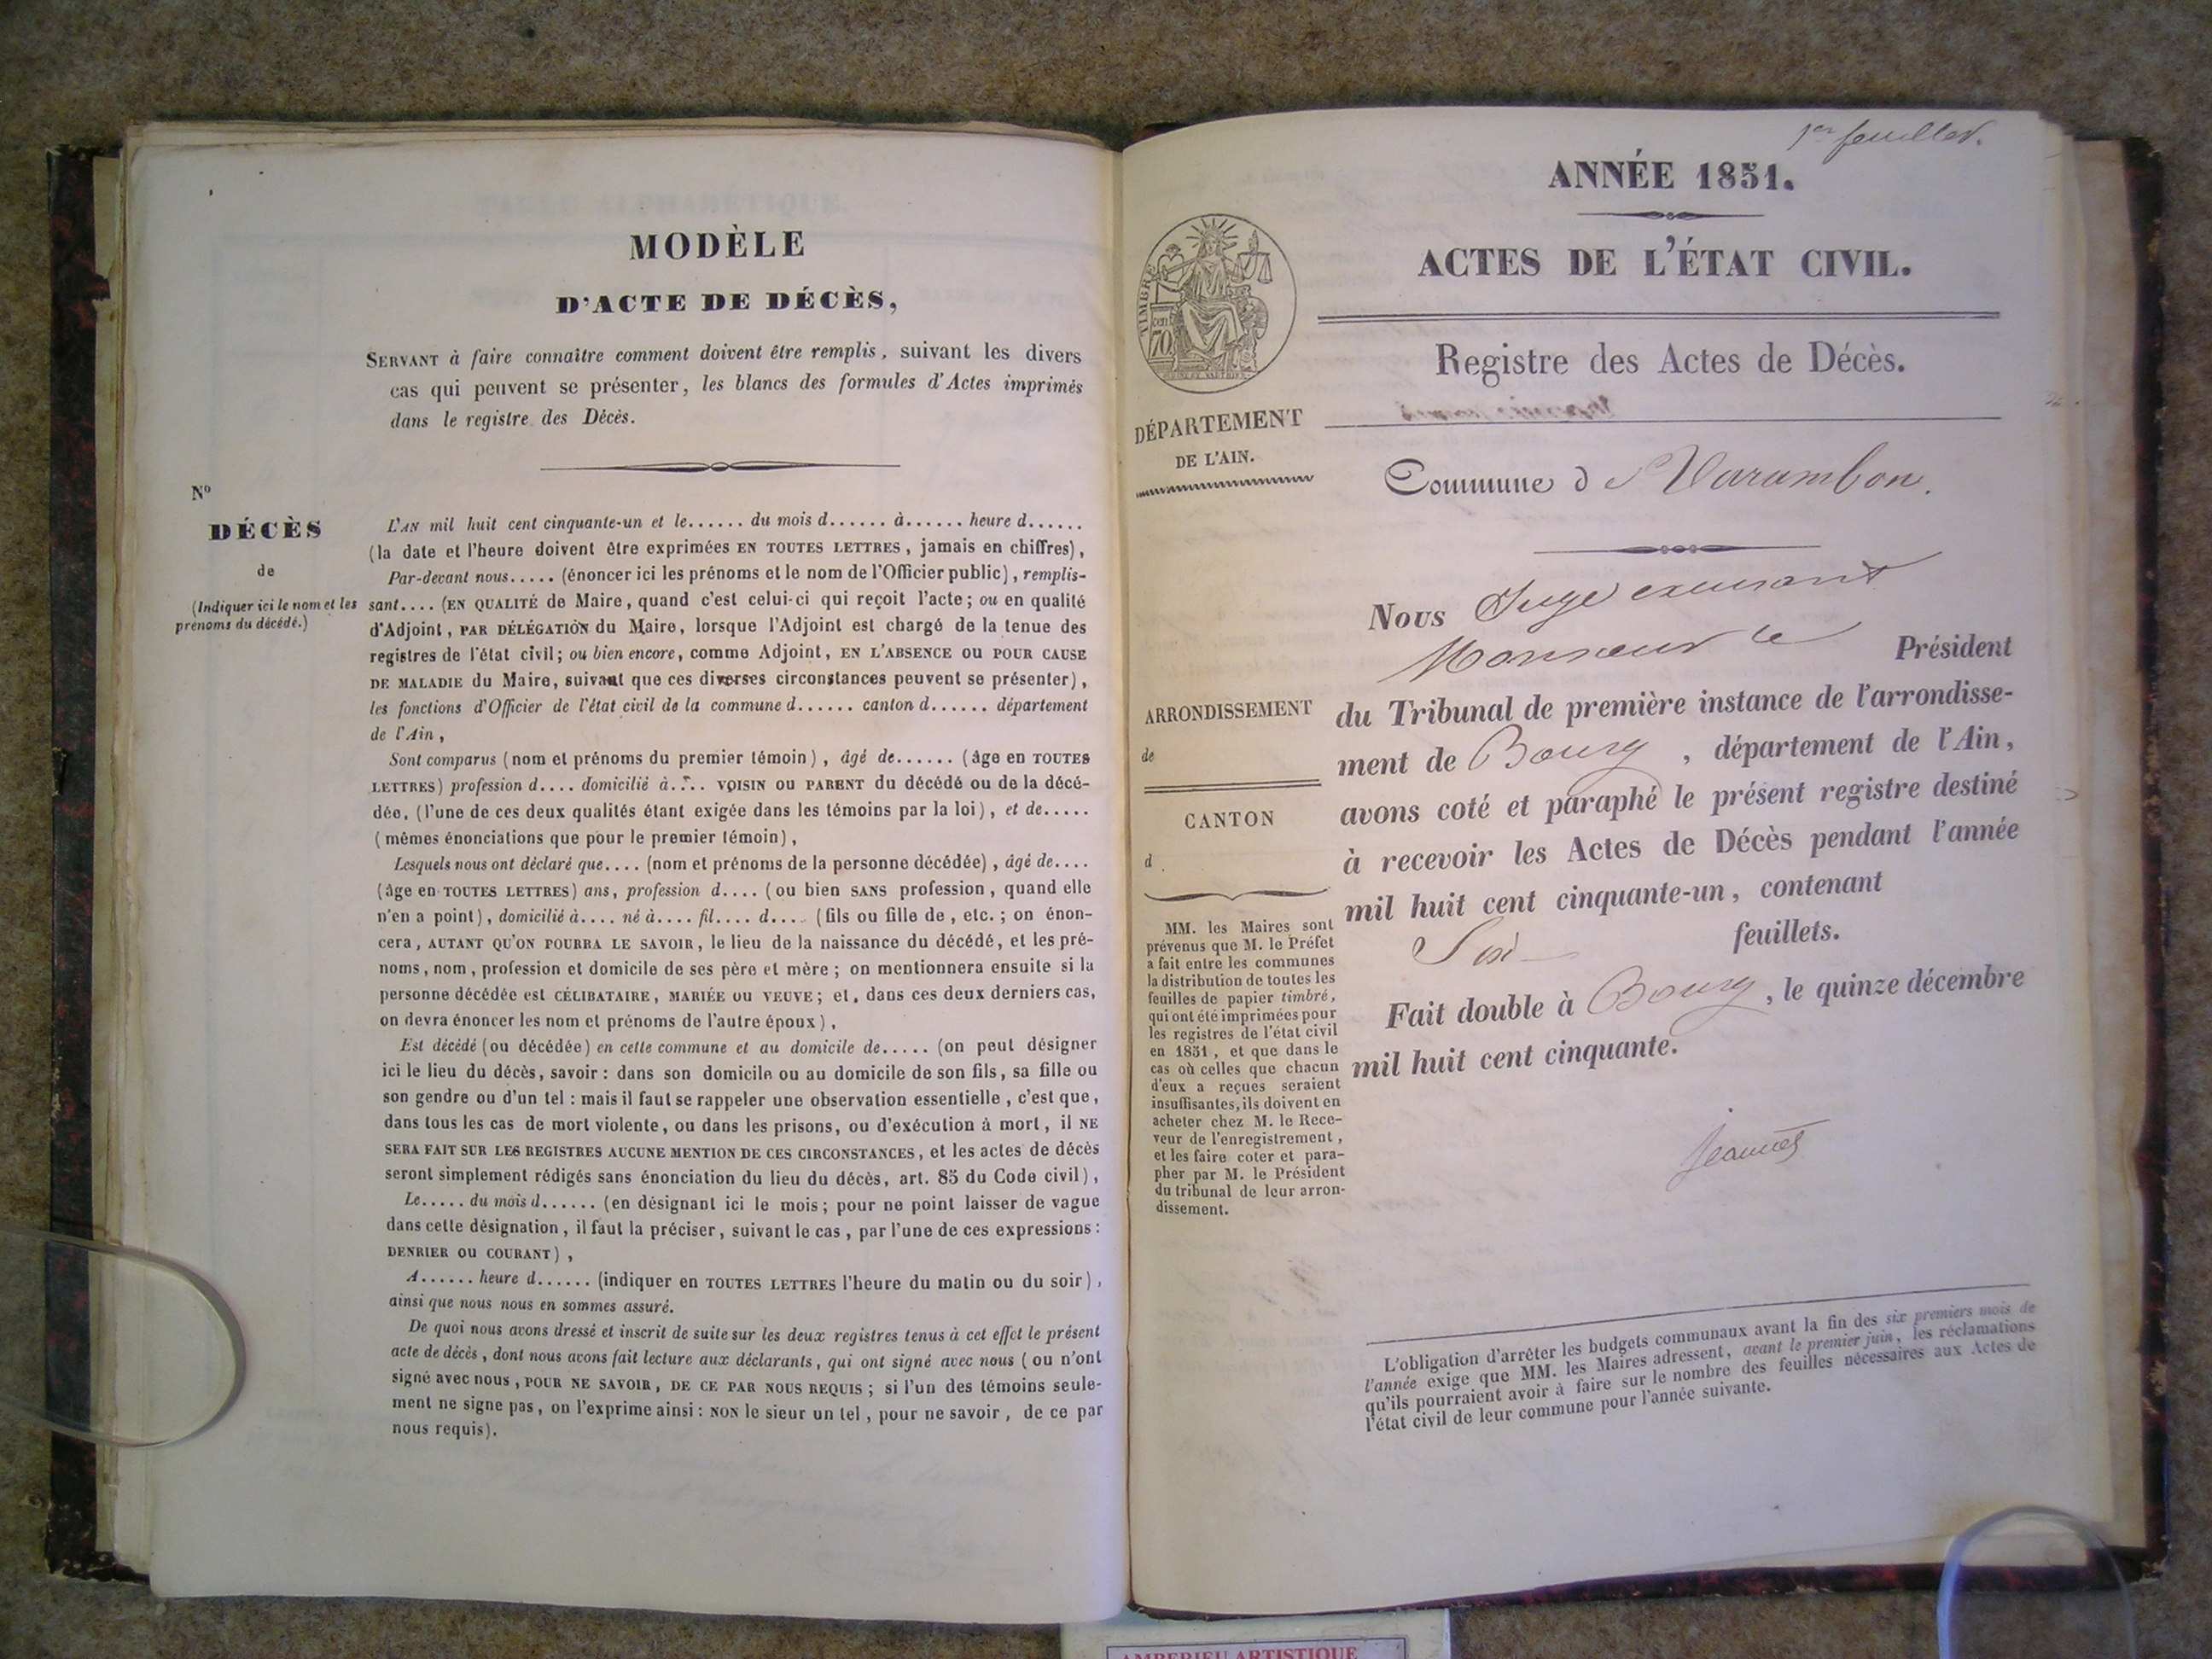 MODÈLE
D'ACTE DE DÉCÈS,
SERVANT à faire connaître comment doivent être remplis, suivant les divers
cas qui peuvent se présenter, les blancs des formules d'Actes imprimés
dans le registre des Décès.
No
DÉCÈS
de
(Indiquer ici le nom et les
prénoms du décédé.)
L'AN mil huit cent cinquante-un et le...... du mois d...... à...... heure d......
(la date et l'heure doivent être exprimées EN TOUTES LETTRES, jamais en chiffres),
Par-devant nous..... (énoncer ici les prénoms et le nom de l'Officier public), remplis-
sant.... (EN QUALITÉ de Maire, quand c'est celui-ci qui reçoit l'acte; ou en qualité
d'Adjoint, PAR DÉLÉGATION du Maire, lorsque l'Adjoint est chargé de la tenue des
registres de l'état civil; ou bien encore, comme Adjoint, EN L'ABSENCE OU POUR CAUSE
DE MALADIE du Maire, suivant que ces diverses circonstances peuvent se présenter),
les fonctions d'Officier de l'état civil de la commune d...... canton d...... département
de l'Ain,
Sont comparus (nom et prénoms du premier témoin), âgé de...... (âge en TOUTES
LETTRES) profession d.... domicilié à.... VOISIN OU PARENT du décédé ou de la décé-
dée, (l'une de ces deux qualités étant exigée dans les témoins par la loi), et de.....
(mêmes énonciations que pour le premier témoin),
Lesquels nous ont déclaré que.... (nom et prénoms de la personne décédée), âgé de....
(âge en TOUTES LETTRES) ans, profession d.... (ou bien SANS profession, quand elle
n'en a point), domicilié à.... né à.... fil.... d.... (fils ou fille de, etc.; on énon-
cera, AUTANT QU'ON POURRA LE SAVOIR, le lieu de la naissance du décédé, et les pré-
noms, nom, profession et domicile de ses père et mère; on mentionnera ensuite si la
personne décédée est CÉLIBATAIRE, MARIÉE OU VEUVE; et, dans ces deux derniers cas,
on devra énoncer les nom et prénoms de l'autre époux),
Est décédé (ou décédée) en cette commune et au domicile de..... (on peut désigner
ici le lieu du décès, savoir: dans son domicile ou au domicile de son fils, sa fille ou
son gendre ou d'un tel: mais il faut se rappeler une observation essentielle, c'est que,
dans tous les cas de mort violente, ou dans les prisons, ou d'exécution à mort, il NE
SERA FAIT SUR LES REGISTRES AUCUNE MENTION DE CES CIRCONSTANCES, et les actes de décès
seront simplement rédigés sans énonciation du lieu du décès, art. 85 du Code civil),
Le..... du mois d...... (en désignant ici le mois; pour ne point laisser de vague
dans cette désignation, il faut la préciser, suivant le cas, par l'une de ces expressions:
DENRIER OU COURANT),
A...... heure d...... (indiquer en TOUTES LETTRES l'heure du matin ou du soir),
ainsi que nous nous en sommes assuré.
De quoi nous avons dressé et inscrit de suite sur les deux registres tenus à cet effet le présent
acte de décès, dont nous avons fait lecture aux déclarants, qui ont signé avec nous (ou n'ont
signé avec nous, POUR NE SAVOIR, DE CE PAR NOUS REQUIS; si l'un des témoins seule-
ment ne signe pas, on l'exprime ainsi: NON le sieur un tel, pour ne savoir, de ce par
nous requis).
1er feuillet.
ANNÉE 1851.
ACTES DE L'ÉTAT CIVIL.
Registre des Actes de Décès.
TIMBRE
cent
70
DÉPARTEMENT
DE L'AIN.
Commune d Varambon.
Nous Juge excusant
Monsieur le Président
du Tribunal de première instance de l'arrondisse-
ment de Bourg, département de l'Ain,
avons coté et paraphé le présent registre destiné
à recevoir les Actes de Décès pendant l'année
mil huit cent cinquante-un, contenant
Six feuillets.
Fait double à Bourg, le quinze décembre
mil huit cent cinquante.
ARRONDISSEMENT
de
CANTON
d
MM. les Maires sont
prévenus que M. le Préfet
a fait entre les communes
la distribution de toutes les
feuilles de papier timbré,
qui ont été imprimées pour
les registres de l'état civil
en 1851, et que dans le
cas où celles que chacun
d'eux a reçues seraient
insuffisantes, ils doivent en
acheter chez M. le Rece-
veur de l'enregistrement,
et les faire coter et para-
pher par M. le Président
du tribunal de leur arron-
dissement.
L'obligation d'arrêter les budgets communaux avant la fin des six premiers mois de
l'année exige que MM. les Maires adressent, avant le premier juin, les réclamations
qu'ils pourraient avoir à faire sur le nombre des feuilles nécessaires aux Actes de
l'état civil de leur commune pour l'année suivante.
AMBERIEU ARTISTIQUE